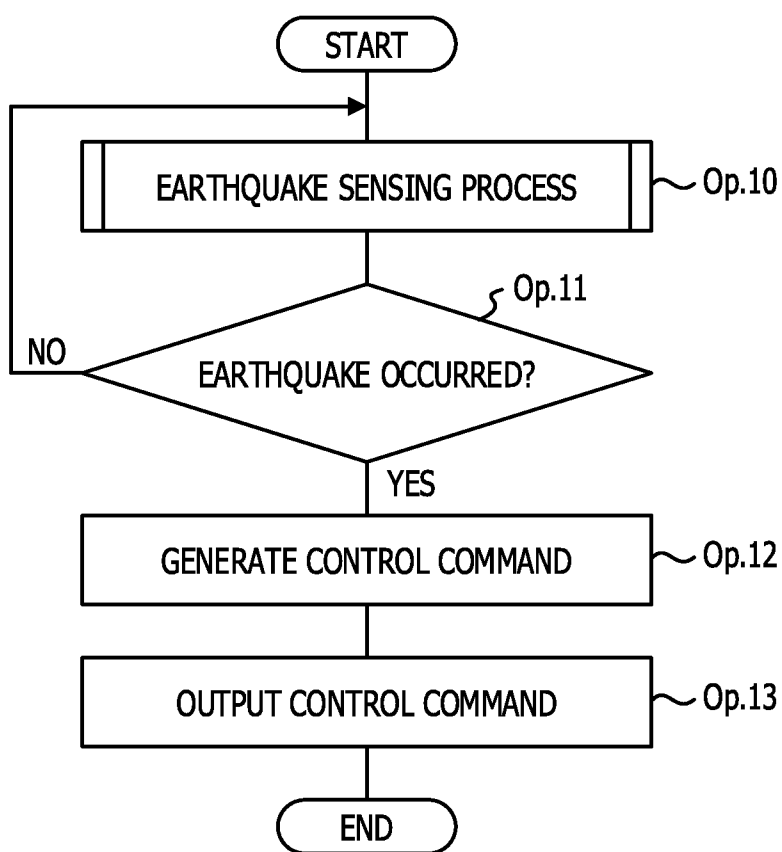 START
EARTHQUAKE SENSING PROCESS
Op.10
Op.11
NO
EARTHQUAKE OCCURRED?
YES
GENERATE CONTROL COMMAND
Op.12
OUTPUT CONTROL COMMAND
Op.13
END